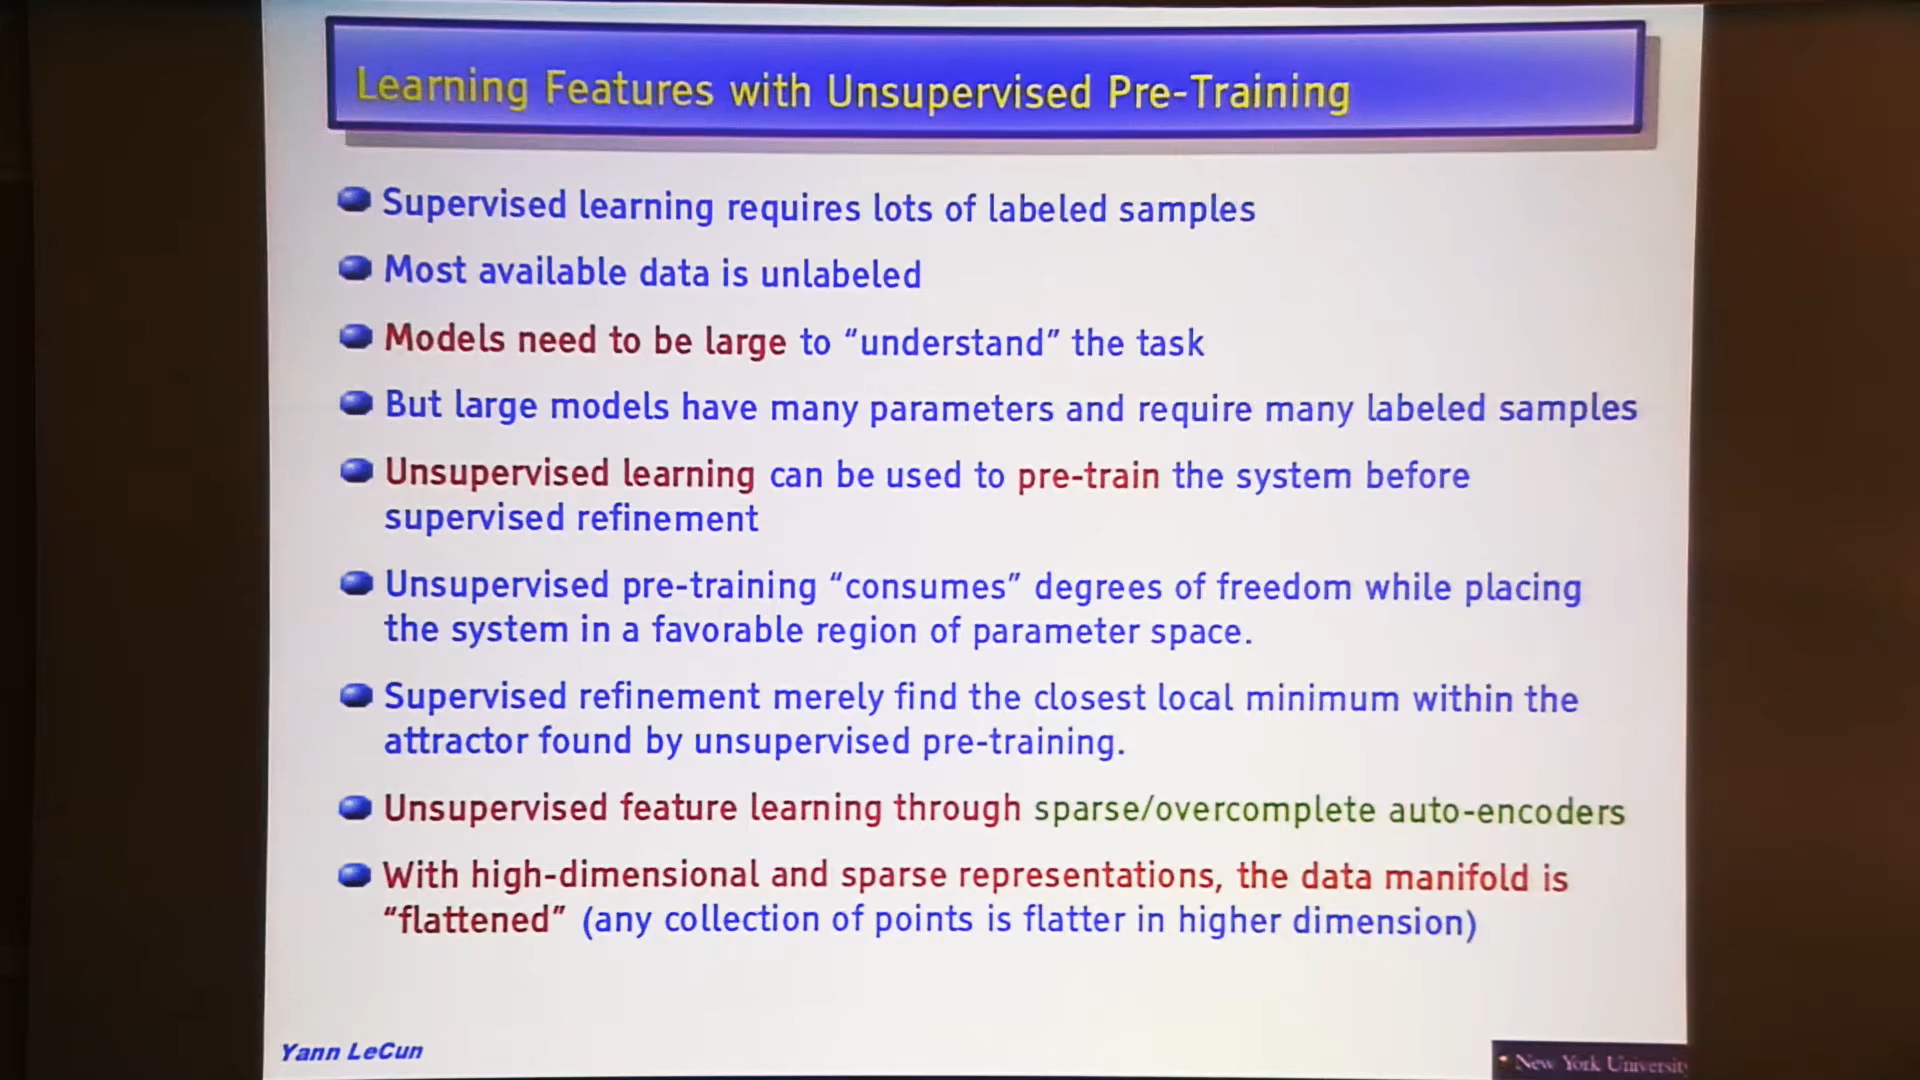 Learning Features with Unsupervised Pre-Training
Supervised learning requires lots of labeled samples
Most available data is unlabeled
Models need to be large to “understand” the task
But large models have many parameters and require many labeled samples
Unsupervised learning can be used to pre-train the system before
supervised refinement
Unsupervised pre-training “consumes” degrees of freedom while placing
the system in a favorable region of parameter space.
Supervised refinement merely find the closest local minimum within the
attractor found by unsupervised pre-training.
Unsupervised feature learning through sparse/overcomplete auto-encoders
With high-dimensional and sparse representations, the data manifold is
“flattened” (any collection of points is flatter in higher dimension)
Yann LeCun
New York University